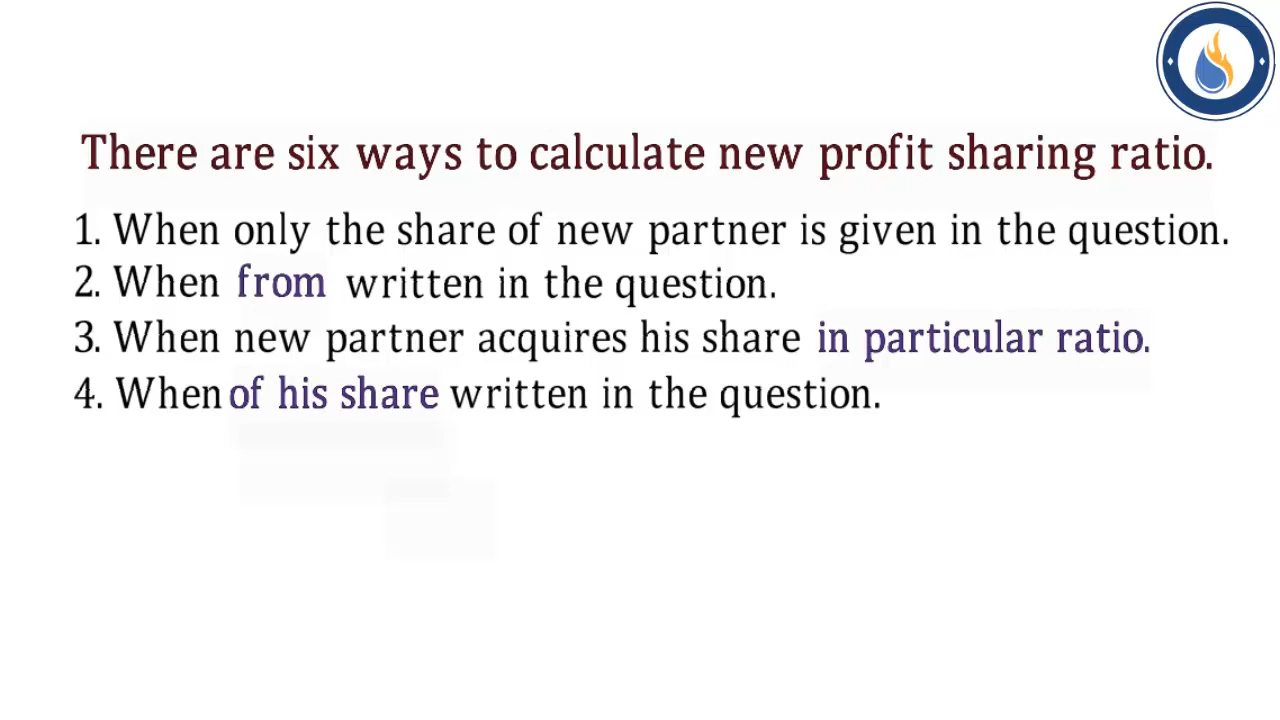 There are six ways to calculate new profit sharing ratio.
1. When only the share of new partner is given in the question.
2. When from written in the question.
3. When new partner acquires his share in particular ratio.
4. When of his share written in the question.